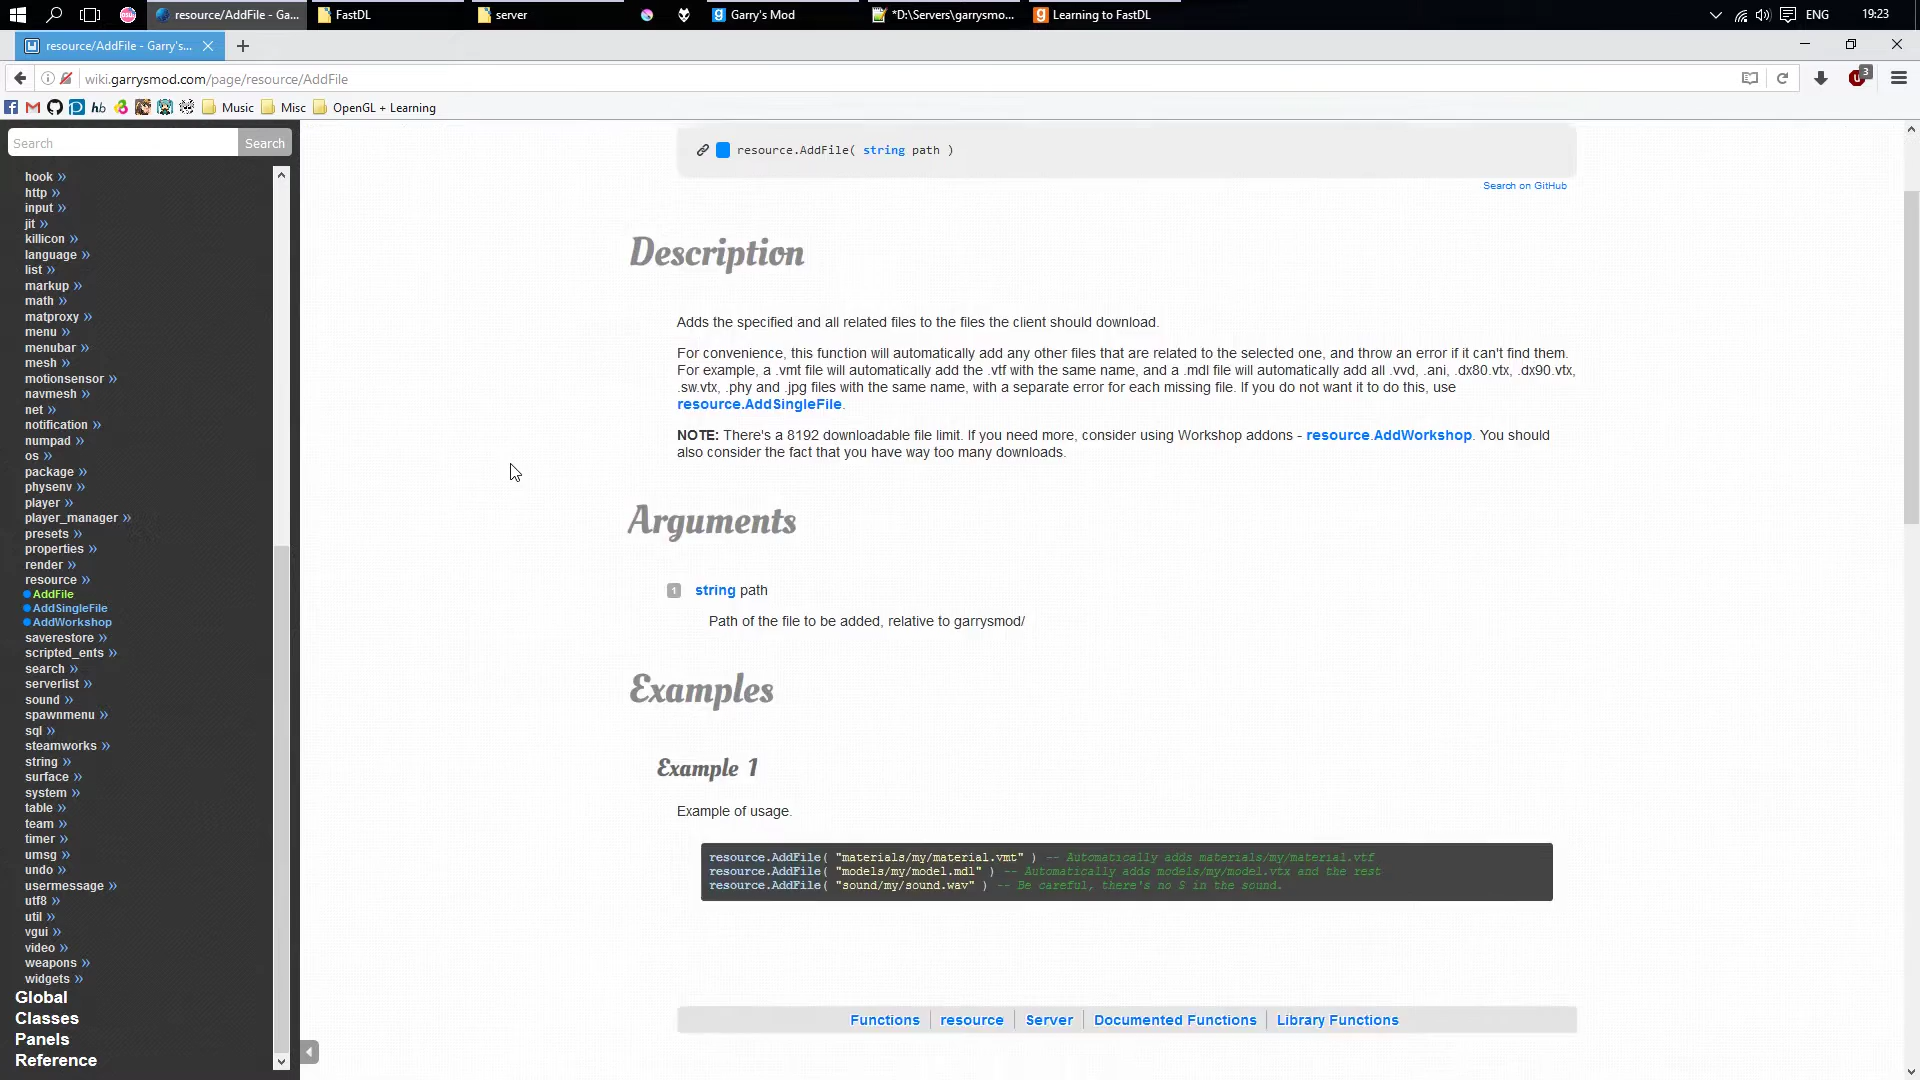 resource/AddFile - Ga...
FastDL
server
Garry's Mod
*D:\Servers\garrysmo...
Learning to FastDL
ENG
19:23
resource/AddFile - Garry's...
wiki.garrysmod.com/page/resource/AddFile
3
hb
Music
Misc
OpenGL + Learning
Search
Search
hook »
http »
input »
jit »
killicon »
language »
list »
markup »
math »
matproxy »
menu »
menubar »
mesh »
motionsensor »
navmesh »
net »
notification »
numpad »
os »
package »
physenv »
player »
player_manager »
presets »
properties »
render »
resource »
AddFile
AddSingleFile
AddWorkshop
saverestore »
scripted_ents »
search »
serverlist »
sound »
spawnmenu »
sql »
steamworks »
string »
surface »
system »
table »
team »
timer »
umsg »
undo »
usermessage »
utf8 »
util »
vgui »
video »
weapons »
widgets »
Global
Classes
Panels
Reference
resource.AddFile( string path )
Search on GitHub
Description
Adds the specified and all related files to the files the client should download.
For convenience, this function will automatically add any other files that are related to the selected one, and throw an error if it can't find them.
For example, a .vmt file will automatically add the .vtf with the same name, and a .mdl file will automatically add all .vvd, .ani, .dx80.vtx, .dx90.vtx,
.sw.vtx, .phy and .jpg files with the same name, with a separate error for each missing file. If you do not want it to do this, use
resource.AddSingleFile.
NOTE: There's a 8192 downloadable file limit. If you need more, consider using Workshop addons - resource.AddWorkshop. You should
also consider the fact that you have way too many downloads.
Arguments
1 string path
Path of the file to be added, relative to garrysmod/
Examples
Example 1
Example of usage.
resource.AddFile( "materials/my/material.vmt" ) -- Automatically adds materials/my/material.vtf
resource.AddFile( "models/my/model.mdl" ) -- Automatically adds models/my/model.vtx and the rest
resource.AddFile( "sound/my/sound.wav" ) -- Be careful, there's no S in the sound.
Functions | resource | Server | Documented Functions | Library Functions